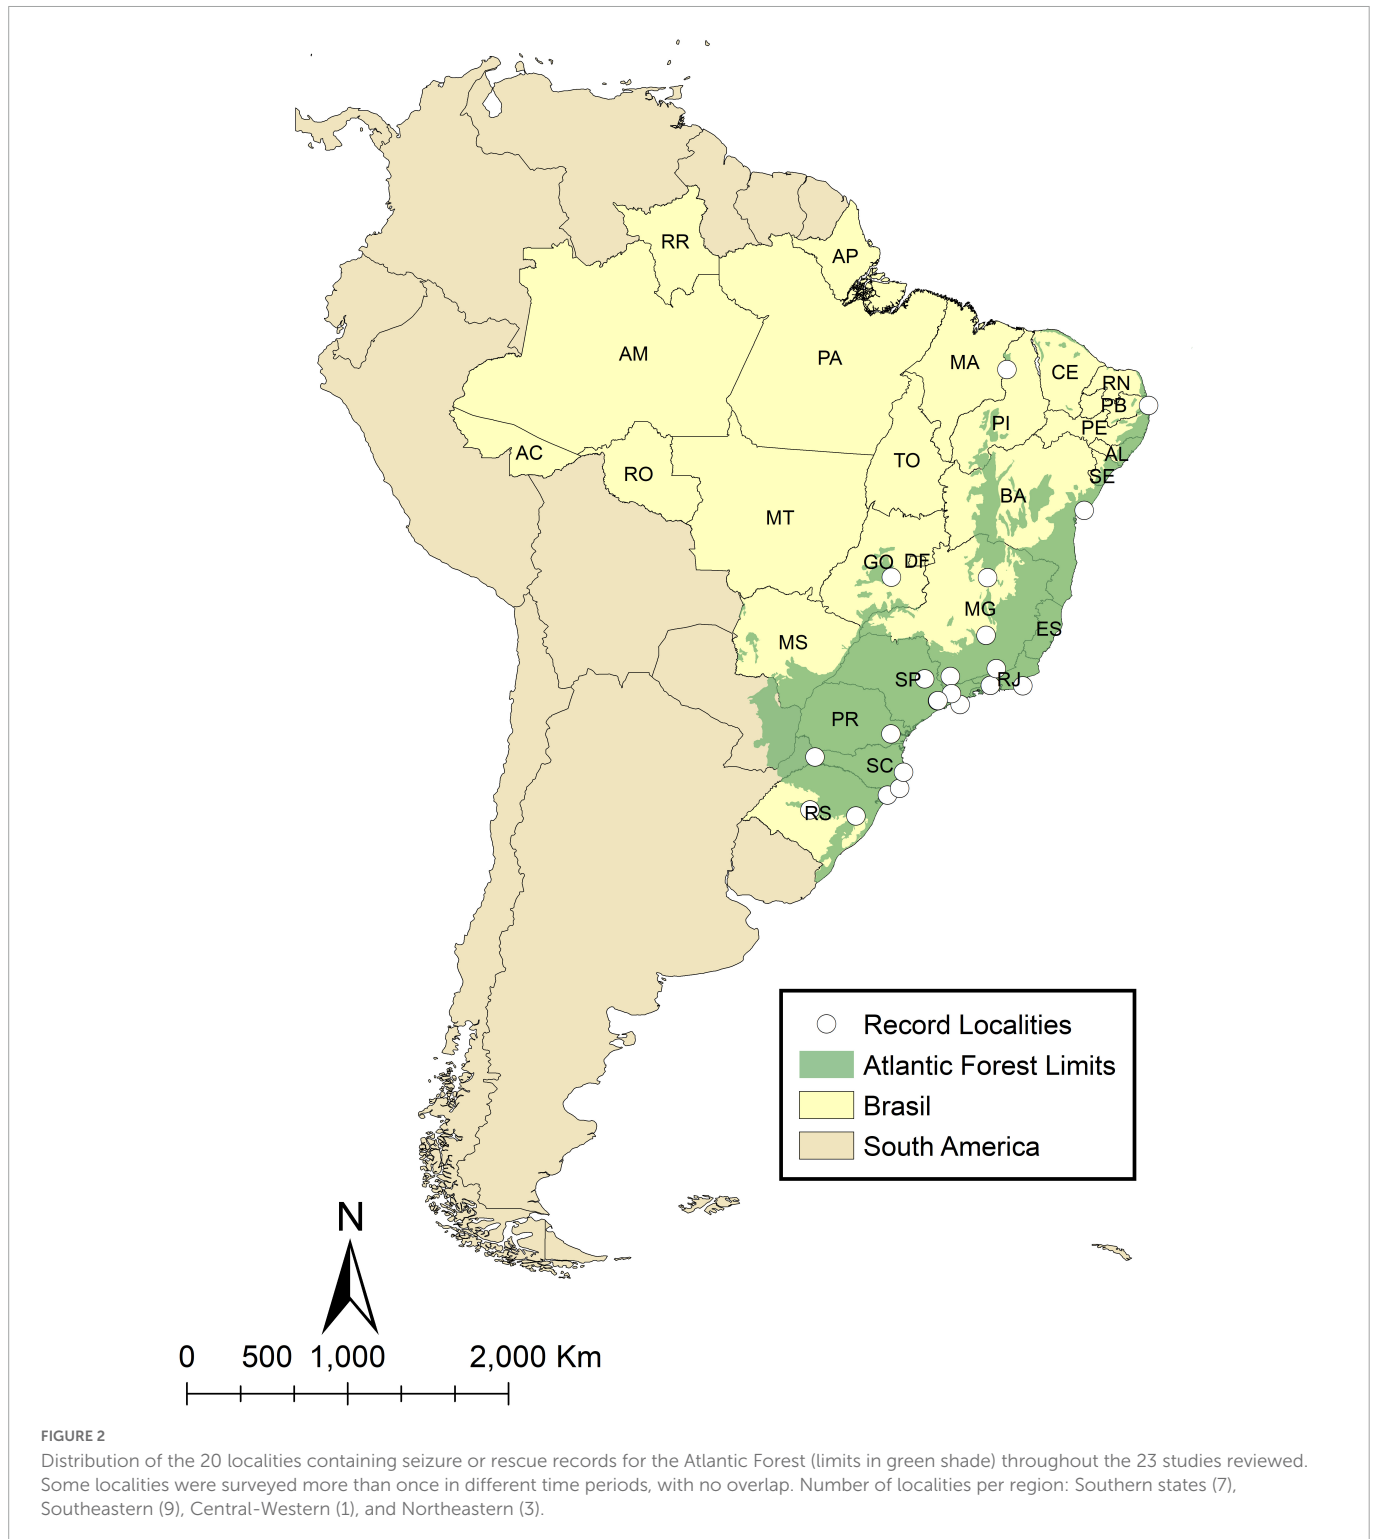 RR
AP
AM
PA
MA
CE
RN
PB
PI
PE
AC
RO
TO
AL
SE
BA
MT
GO DF
MG
ES
MS
SP
RJ
PR
SC
RS
Record Localities
Atlantic Forest Limits
Brasil
South America
N
0 500 1,000 2,000 Km
FIGURE 2
Distribution of the 20 localities containing seizure or rescue records for the Atlantic Forest (limits in green shade) throughout the 23 studies reviewed.
Some localities were surveyed more than once in different time periods, with no overlap. Number of localities per region: Southern states (7),
Southeastern (9), Central-Western (1), and Northeastern (3).